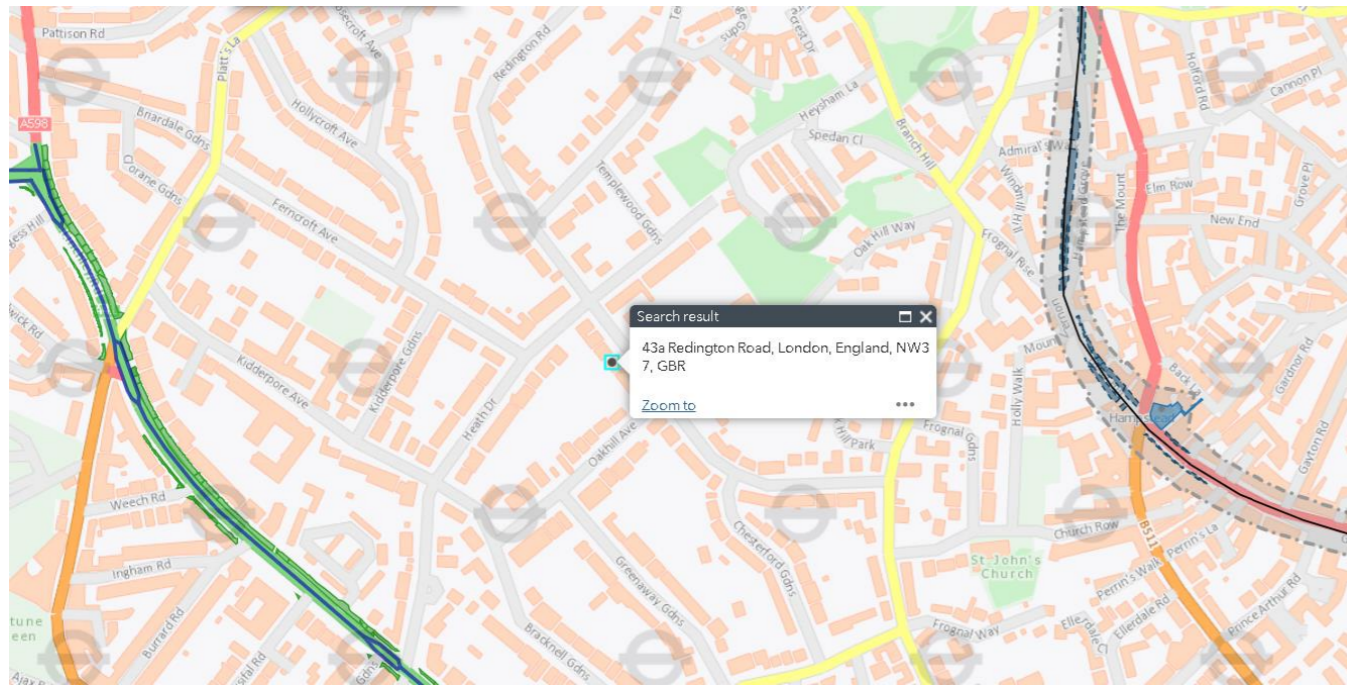 Pattison Rd
Platt's La
Redington Rd
Holford Rd
Cannon Pl
Hollycroft Ave
Heysham La
Spedan Cl
Branch Hill
A598
Briardale Gdns
Clorane Gdns
Templewood Gdns
Windmill Hill
The Mount
Elm Row
Grove Pl
Ferncroft Ave
Oak Hill Way
New End
Frognal Rise
Search result
43a Redington Road, London, England, NW3
7, GBR
Zoom to
Kidderpore Ave
Kidderpore Gdns
Heath Dr
Oakhill Ave
Holly Walk
Back La
Gardnor Rd
Frognal Gdns
Hampstead
Gayton Rd
Weech Rd
Chesterford Gdns
Church Row
B511
Perrin's La
St John's
Church
Perrin's Walk
Ingham Rd
Greenaway Gdns
Prince Arthur Rd
Burrard Rd
Bracknell Gdns
Frognal Way
Ellerdale Cl
Ellerdale Rd